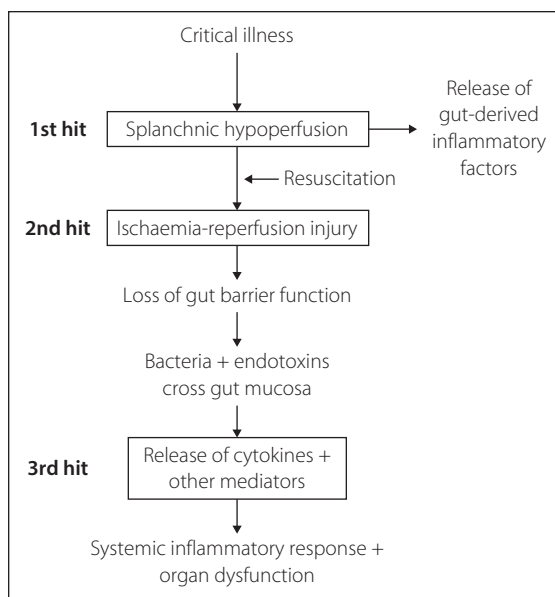 Critical illness
1st hit
Splanchnic hypoperfusion
Release of
gut-derived
inflammatory
factors
Resuscitation
2nd hit
Ischaemia-reperfusion injury
Loss of gut barrier function
Bacteria + endotoxins
cross gut mucosa
3rd hit
Release of cytokines +
other mediators
Systemic inflammatory response +
organ dysfunction